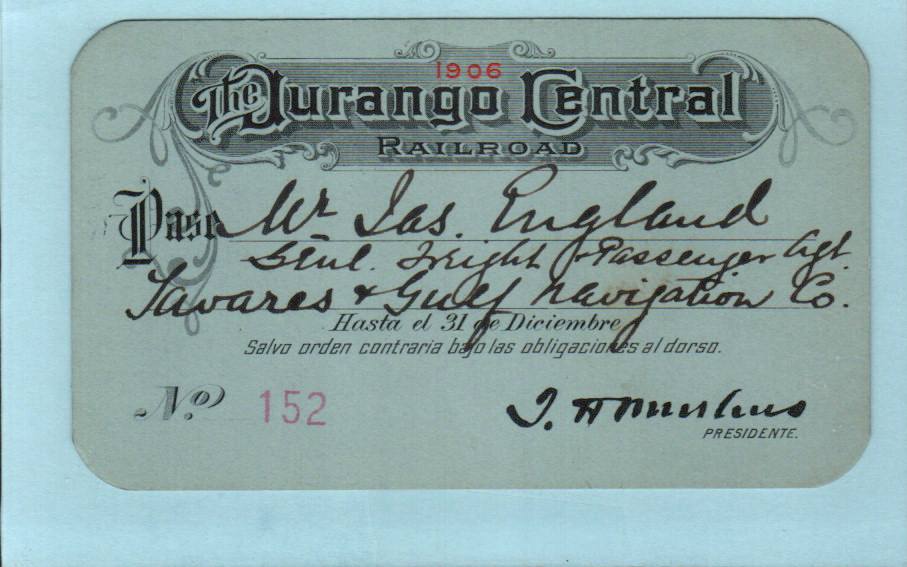 1906
The Durango Central
RAILROAD
Pase Mr. Jas. England
Genl. Freight & Passenger Agt.
Tavares & Gulf Navigation Co.
Hasta el 31 de Diciembre
Salvo orden contraria bajo las obligaciones al dorso.
No. 152
PRESIDENTE.